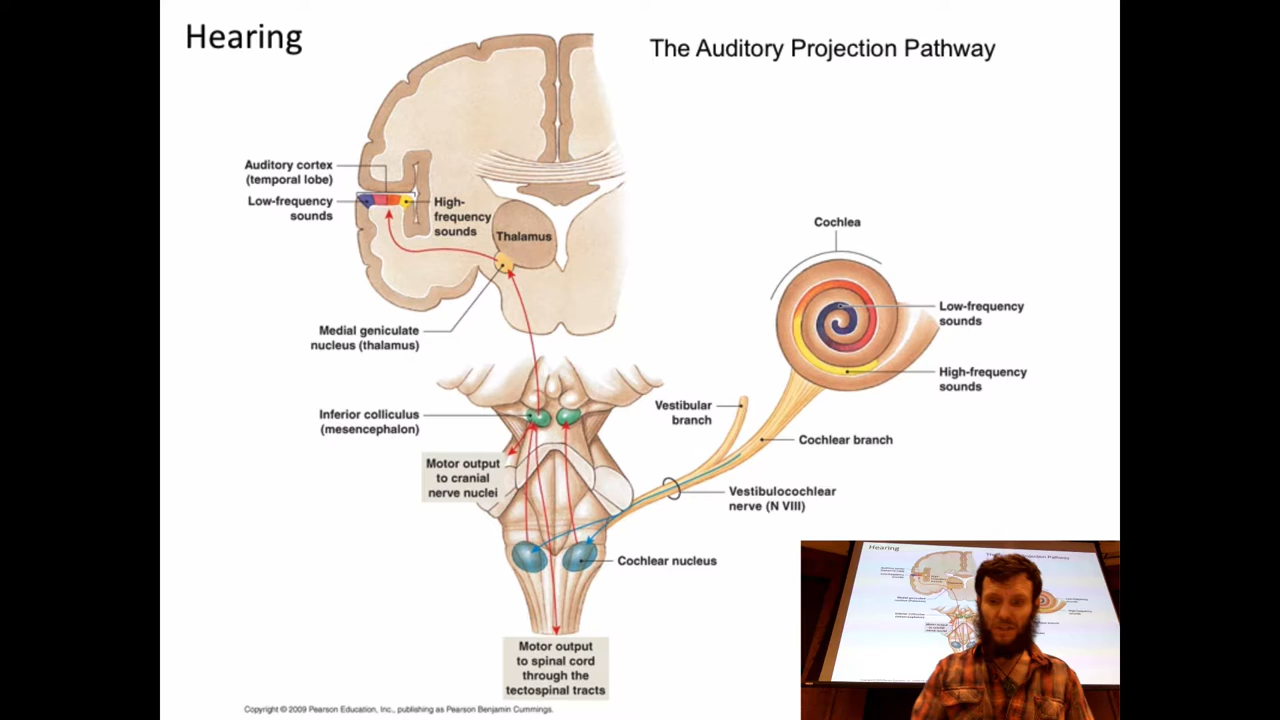 Hearing
The Auditory Projection Pathway
Auditory cortex
(temporal lobe)
Low-frequency
sounds
High-
frequency
sounds
Thalamus
Medial geniculate
nucleus (thalamus)
Cochlea
Low-frequency
sounds
High-frequency
sounds
Inferior colliculus
(mesencephalon)
Vestibular
branch
Cochlear branch
Motor output
to cranial
nerve nuclei
Vestibulocochlear
nerve (N VIII)
Cochlear nucleus
Motor output
to spinal cord
through the
tectospinal tracts
Copyright © 2009 Pearson Education, Inc., publishing as Pearson Benjamin Cummings.
Hearing